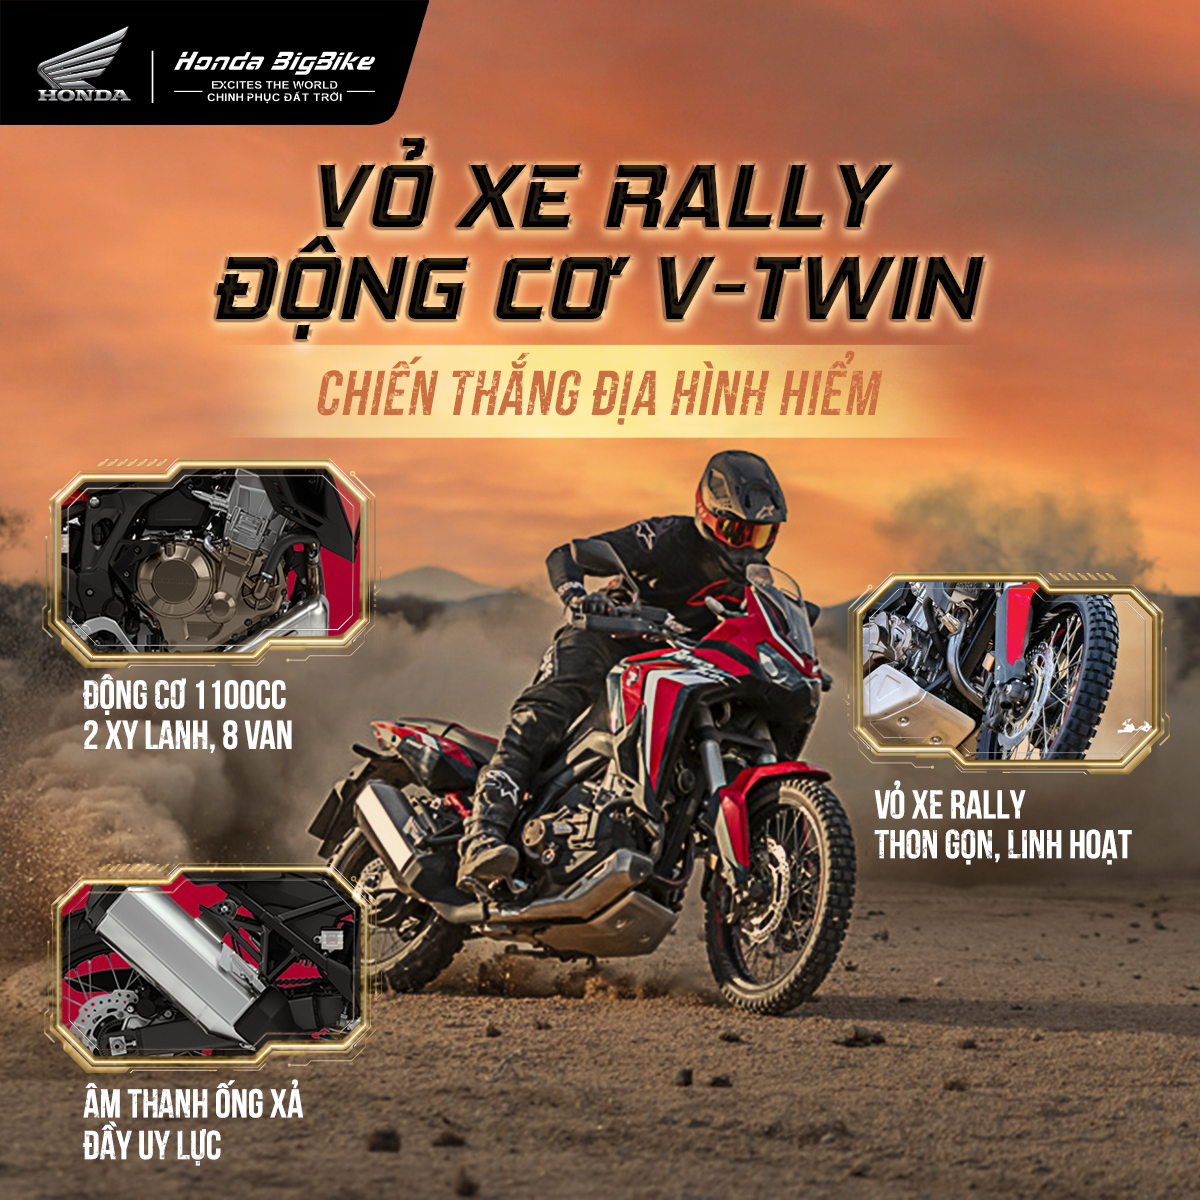 HONDA
Honda BigBike
EXCITES THE WORLD
CHINH PHỤC ĐẤT TRỜI
VỎ XE RALLY
ĐỘNG CƠ V-TWIN
CHIẾN THẮNG ĐỊA HÌNH HIỂM
ĐỘNG CƠ 1100CC
2 XY LANH, 8 VAN
VỎ XE RALLY
THON GỌN, LINH HOẠT
ÂM THANH ỐNG XẢ
ĐẦY UY LỰC